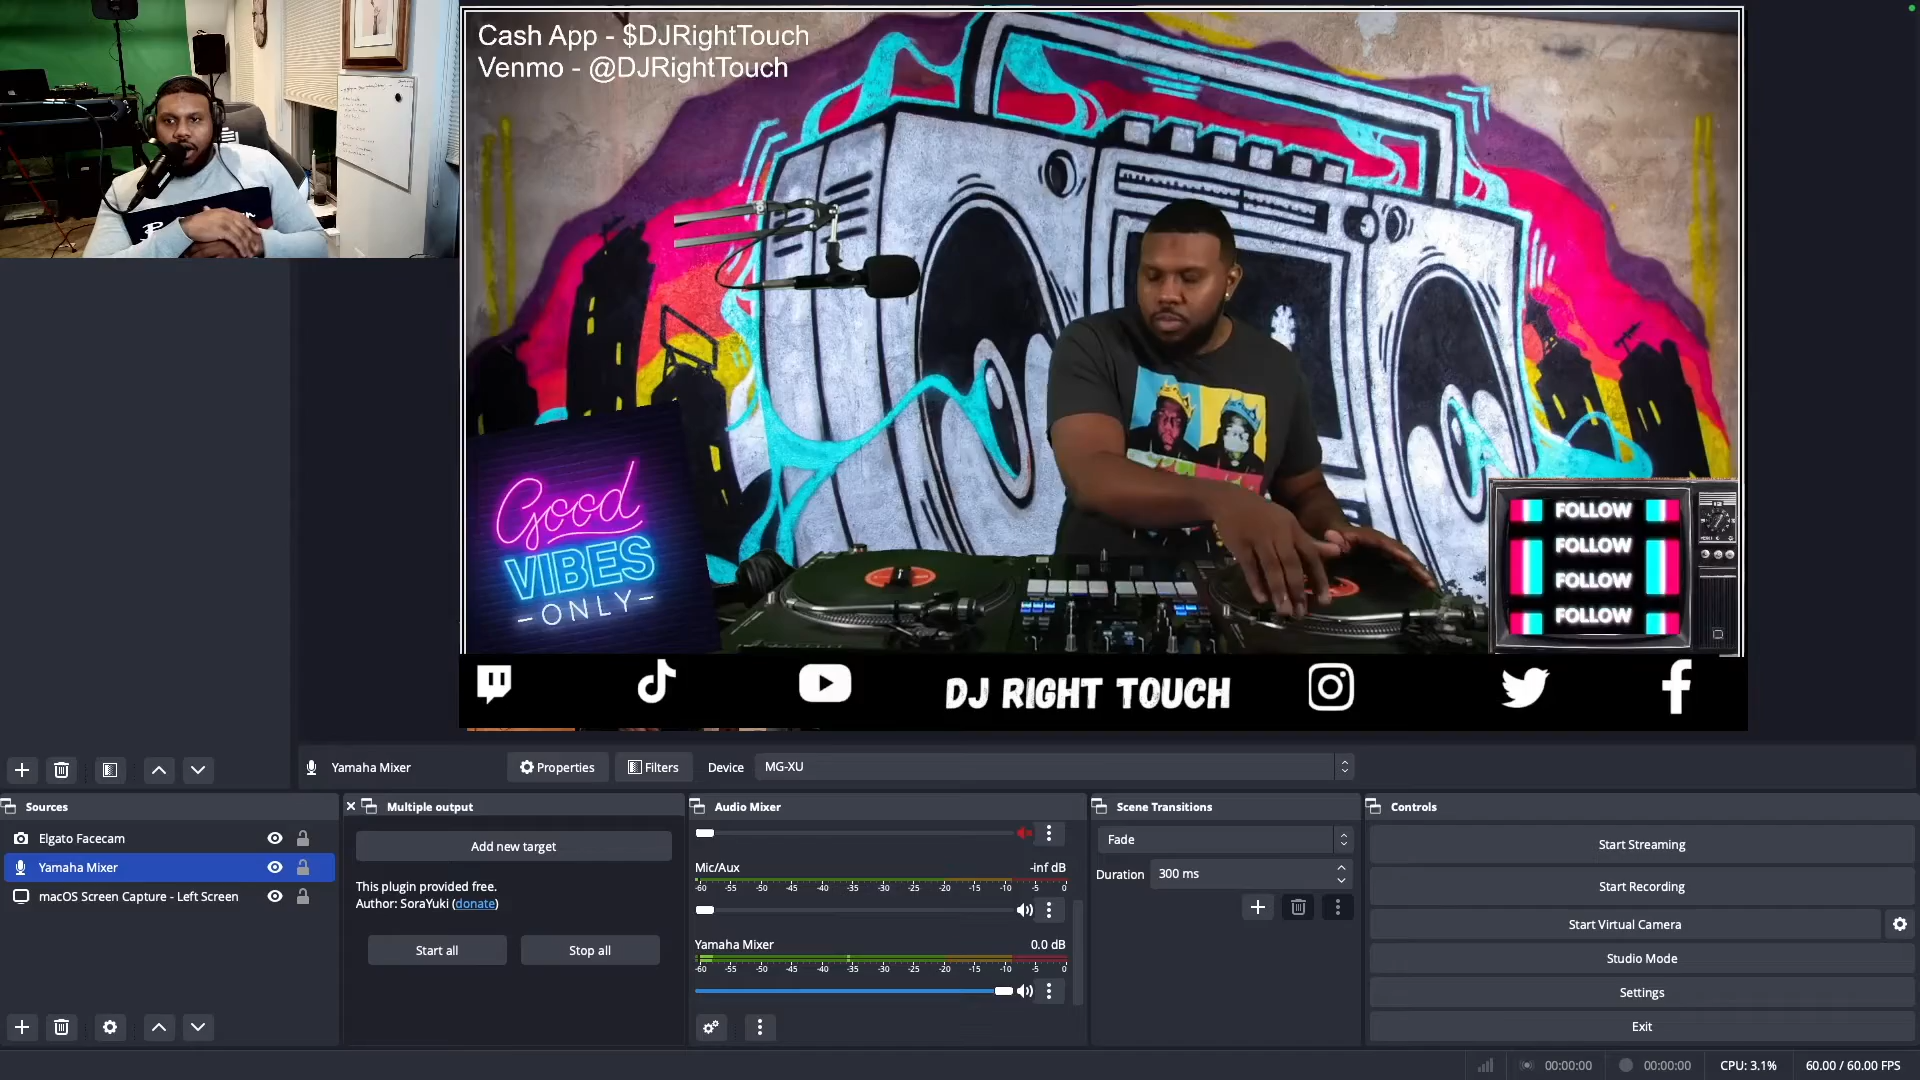 Cash App - $DJRightTouch
Venmo - @DJRightTouch
Good
VIBES
-ONLY-
FOLLOW
FOLLOW
FOLLOW
FOLLOW
DJ RIGHT TOUCH
Yamaha Mixer
Properties
Filters
Device
MG-XU
Sources
Elgato Facecam
Yamaha Mixer
macOS Screen Capture - Left Screen
Multiple output
Add new target
This plugin provided free.
Author: SoraYuki (donate)
Start all
Stop all
Audio Mixer
Mic/Aux -inf dB
-60 -55 -50 -45 -40 -35 -30 -25 -20 -15 -10 -5 0
Yamaha Mixer 0.0 dB
-60 -55 -50 -45 -40 -35 -30 -25 -20 -15 -10 -5 0
Scene Transitions
Fade
Duration 300 ms
Controls
Start Streaming
Start Recording
Start Virtual Camera
Studio Mode
Settings
Exit
00:00:00
00:00:00
CPU: 3.1%
60.00 / 60.00 FPS